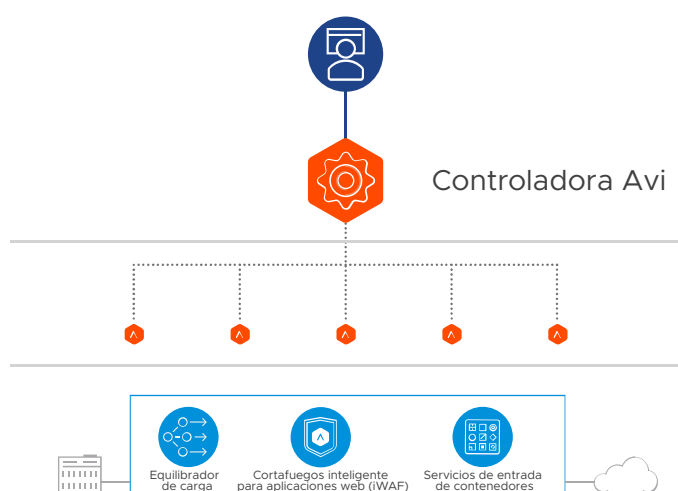 Controladora Avi
Equilibrador
de carga
Cortafuegos inteligente
para aplicaciones web (iWAF)
Servicios de entrada
de contenedores